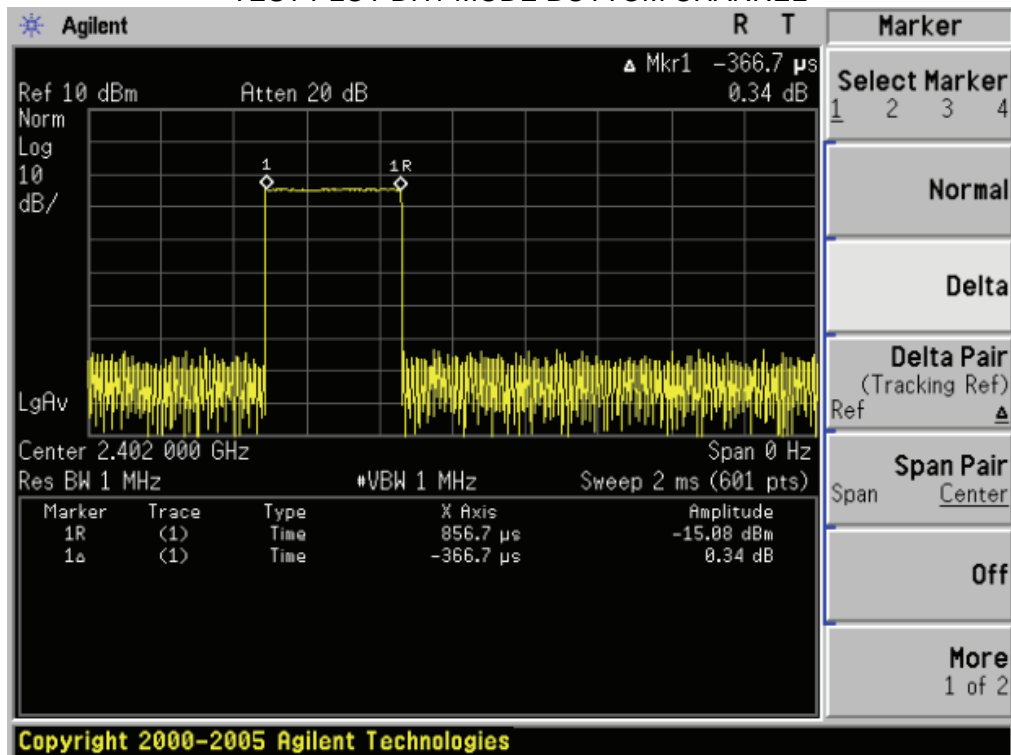 Agilent R T
Δ Mkr1 -366.7 µs
Ref 10 dBm Atten 20 dB 0.34 dB
Norm
Log
10
dB/
1 1R
LgAv
Center 2.402 000 GHz Span 0 Hz
Res BW 1 MHz #VBW 1 MHz Sweep 2 ms (601 pts)
Marker Trace Type X Axis Amplitude
1R (1) Time 856.7 µs -15.08 dBm
1Δ (1) Time -366.7 µs 0.34 dB
Marker
Select Marker
1 2 3 4
Normal
Delta
Delta Pair
(Tracking Ref)
Ref Δ
Span Pair
Span Center
Off
More
1 of 2
Copyright 2000-2005 Agilent Technologies